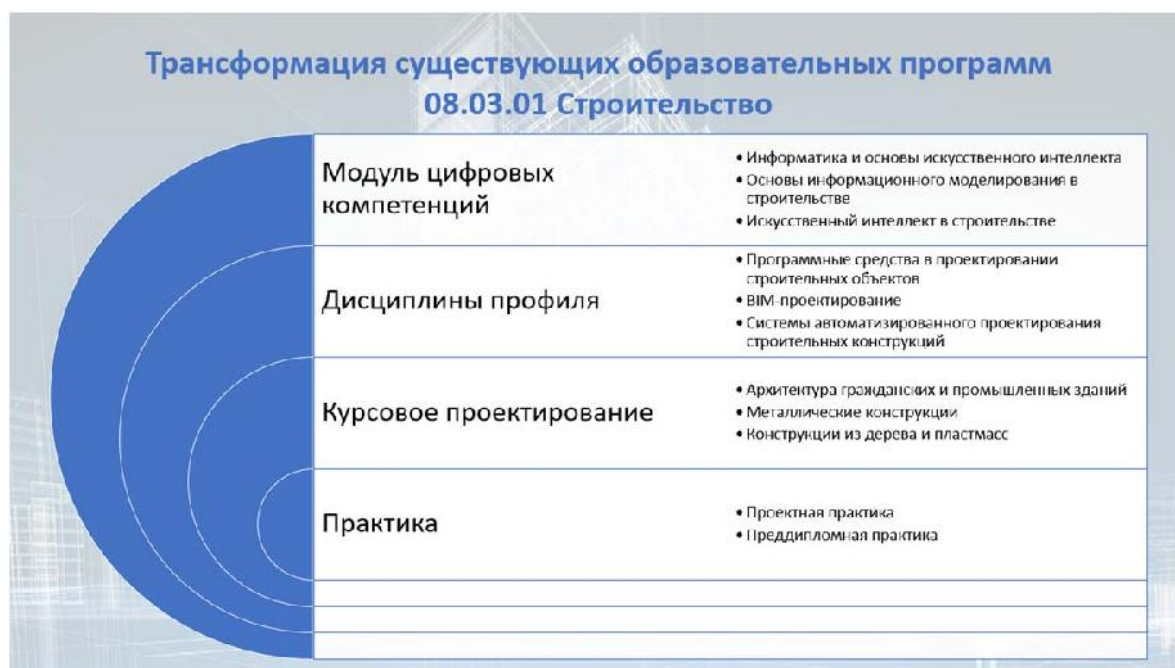 Трансформация существующих образовательных программ
08.03.01 Строительство
Модуль цифровых
компетенций
• Информатика и основы искусственного интеллекта
• Основы информационного моделирования в
строительстве
• Искусственный интеллект в строительстве
Дисциплины профиля
• Программные средства в проектировании
строительных объектов
• BIM-проектирование
• Системы автоматизированного проектирования
строительных конструкций
Курсовое проектирование
• Архитектура гражданских и промышленных зданий
• Металлические конструкции
• Конструкции из дерева и пластмасс
Практика
• Проектная практика
• Преддипломная практика